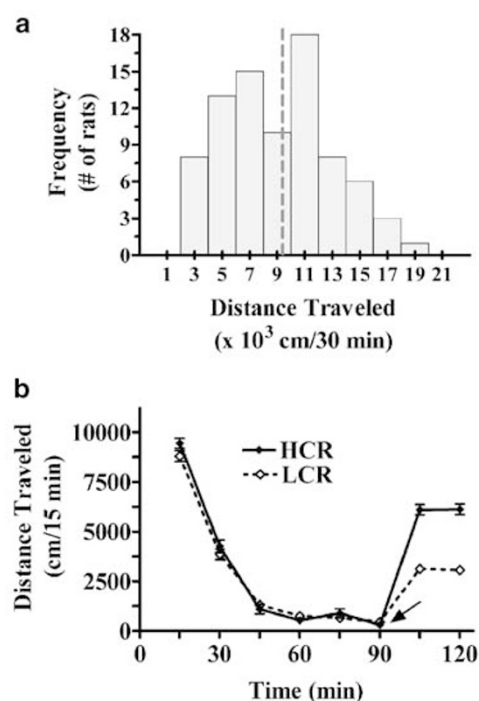 a
Frequency
(# of rats)
18
15
12
9
6
3
0
1 3 5 7 9 11 13 15 17 19 21
Distance Traveled
(x 10³ cm/30 min)
b
Distance Traveled
(cm/15 min)
10000
7500
5000
2500
0
HCR
LCR
0 30 60 90 120
Time (min)